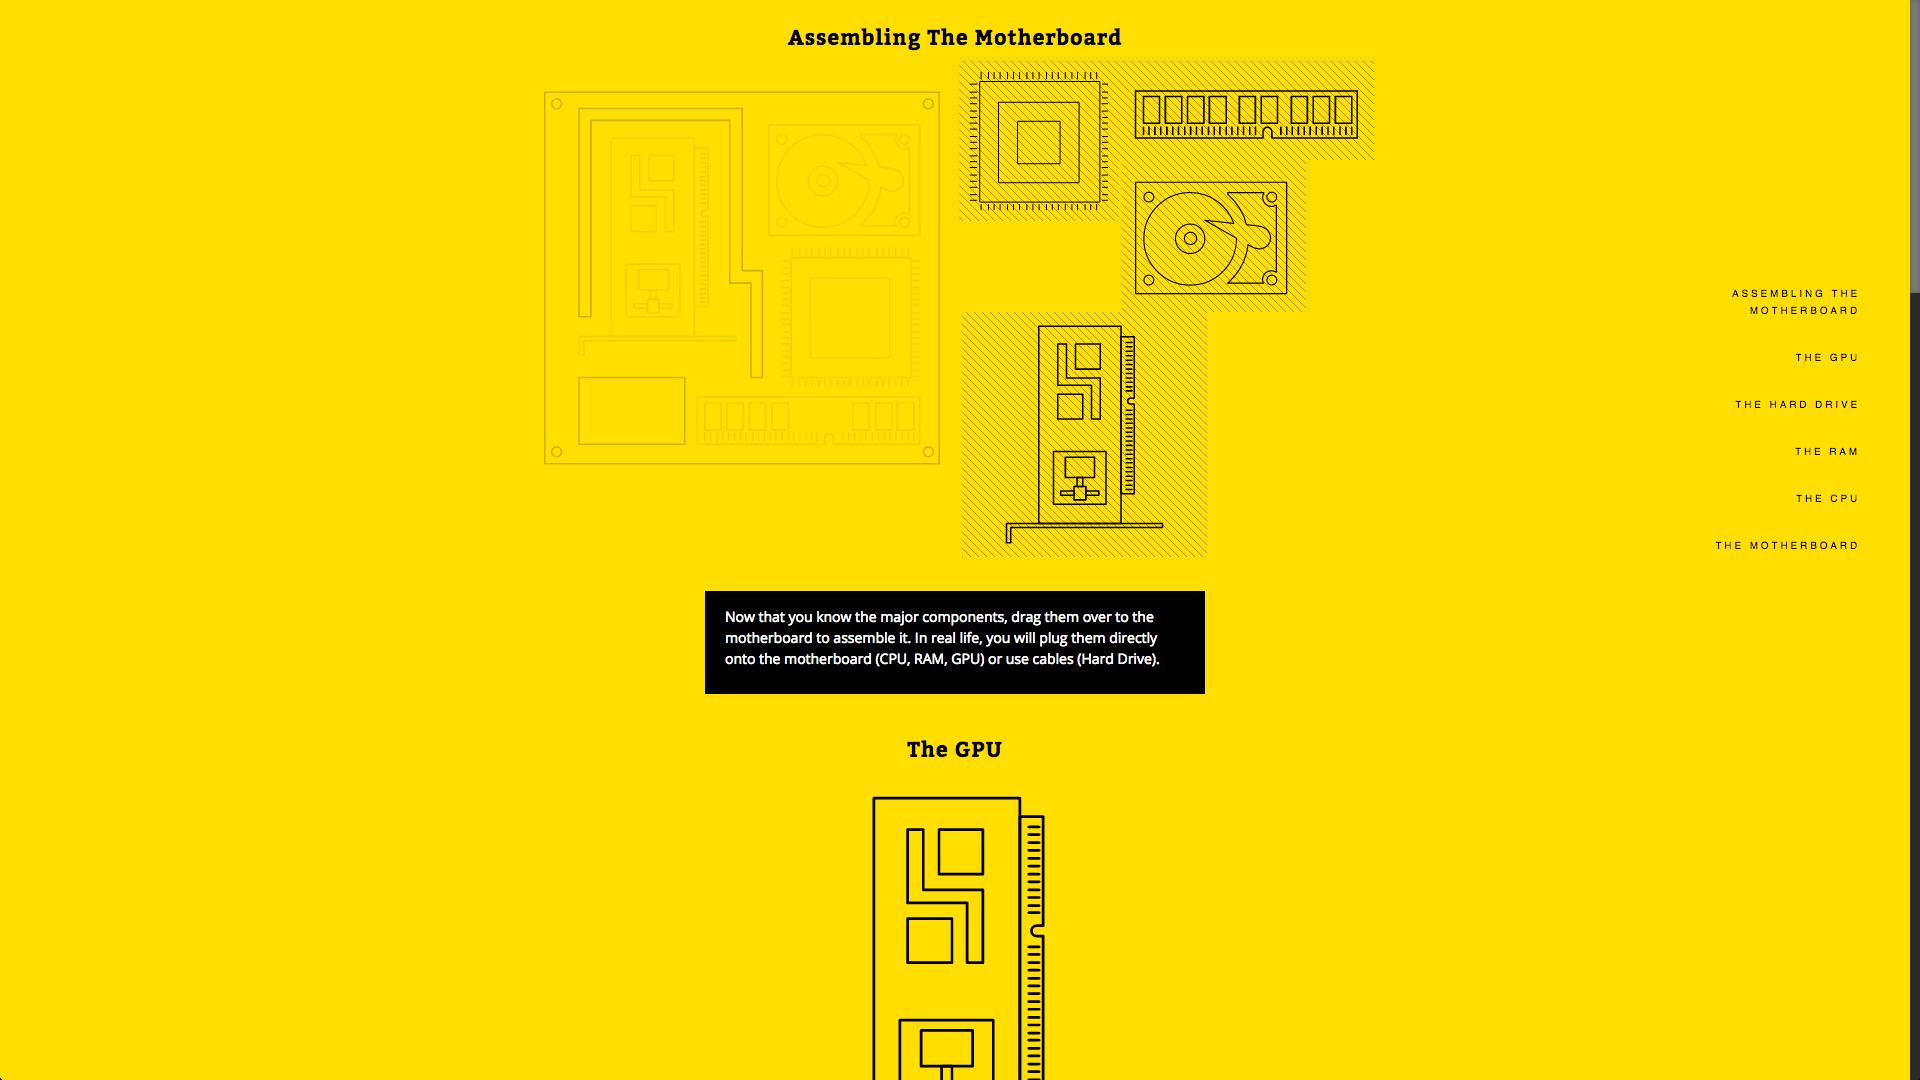 Assembling The Motherboard
ASSEMBLING THE
MOTHERBOARD
THE GPU
THE HARD DRIVE
THE RAM
THE CPU
THE MOTHERBOARD
Now that you know the major components, drag them over to the
motherboard to assemble it. In real life, you will plug them directly
onto the motherboard (CPU, RAM, GPU) or use cables (Hard Drive).
The GPU